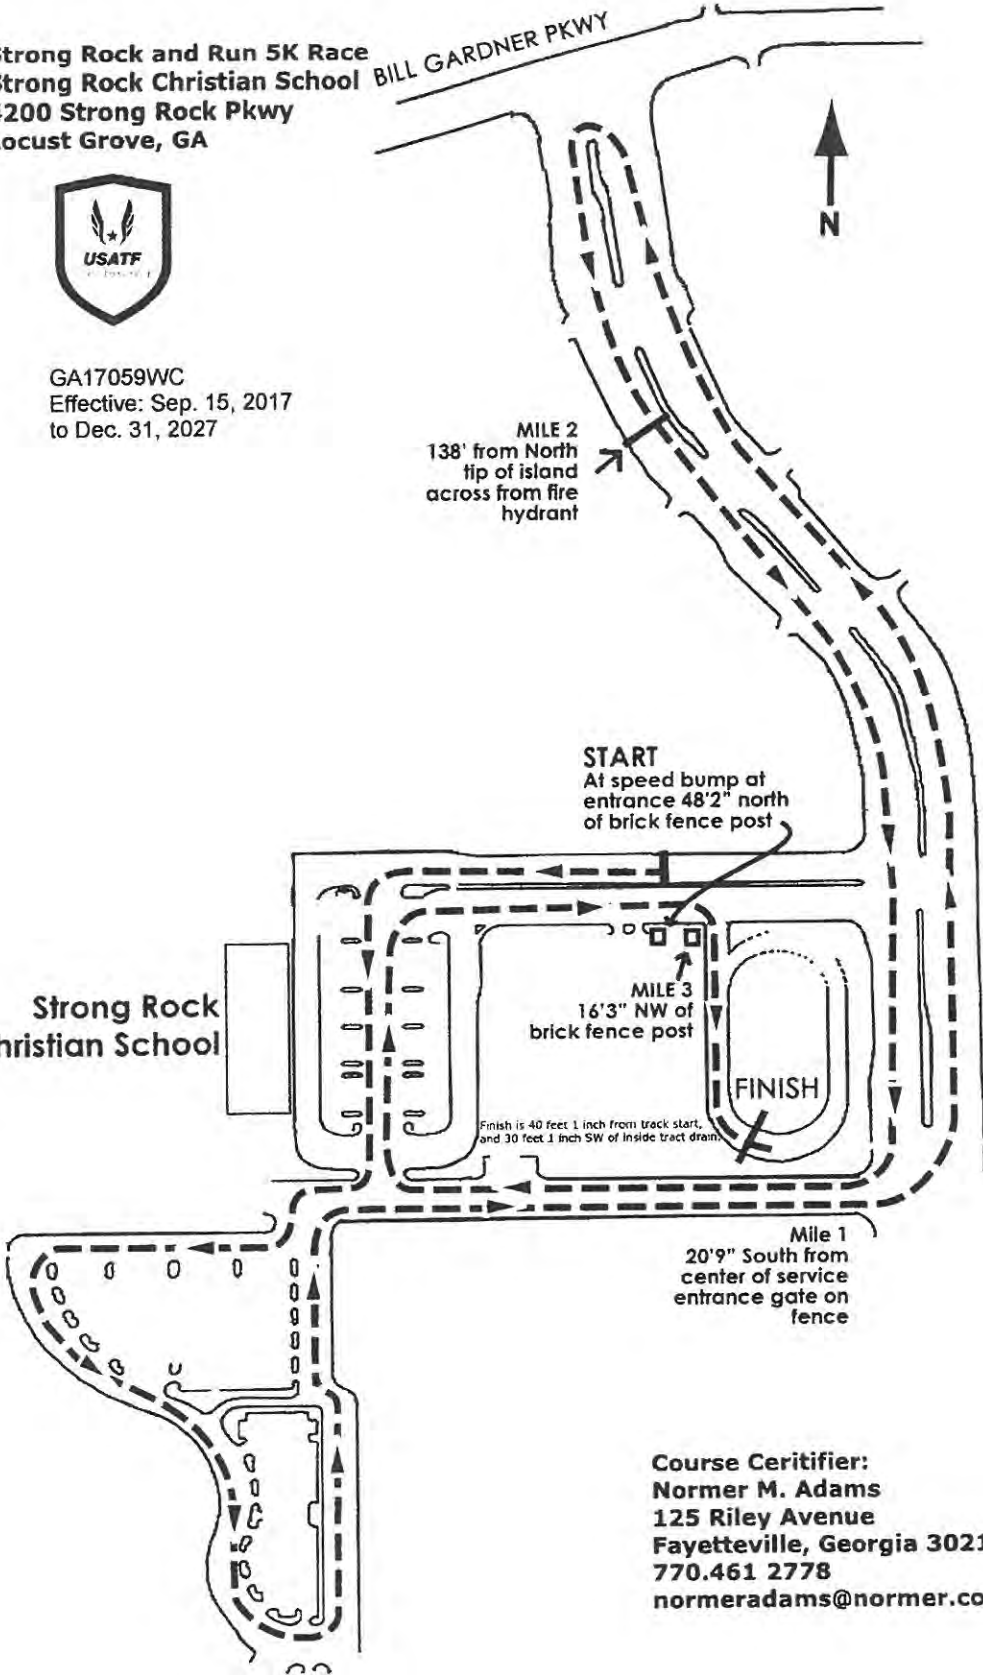 Strong Rock and Run 5K Race
Strong Rock Christian School
4200 Strong Rock Pkwy
Locust Grove, GA
BILL GARDNER PKWY
N
USATF
GA17059WC
Effective: Sep. 15, 2017
to Dec. 31, 2027
MILE 2
138' from North
tip of island
across from fire
hydrant
START
At speed bump at
entrance 48'2" north
of brick fence post
Strong Rock
hristian School
MILE 3
16'3" NW of
brick fence post
FINISH
Finish is 40 feet 1 inch from track start,
and 30 feet 1 inch SW of inside tract drain.
Mile 1
20'9" South from
center of service
entrance gate on
fence
Course Ceritifier:
Normer M. Adams
125 Riley Avenue
Fayetteville, Georgia 3021
770.461 2778
normeradams@normer.co